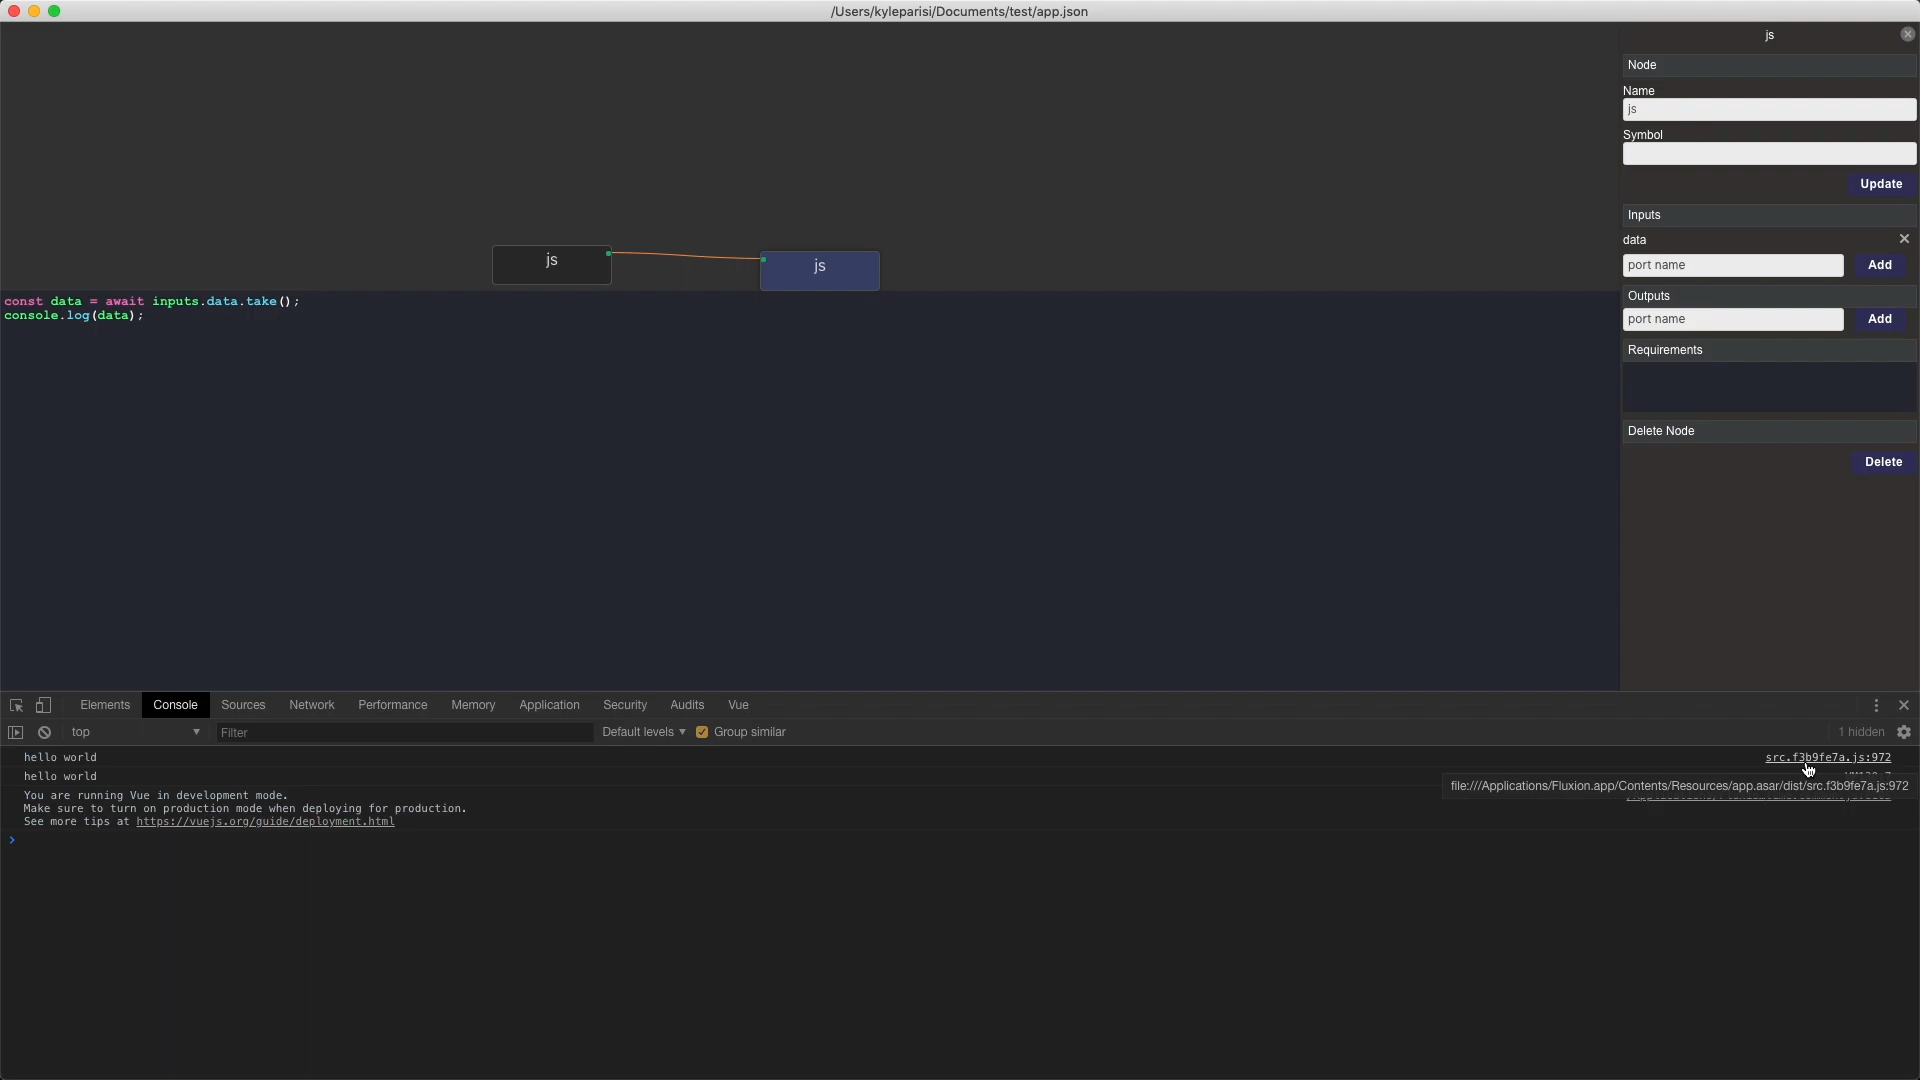 /Users/kyleparisi/Documents/test/app.json
js
Node
Name
js
Symbol
Update
Inputs
data
port name
Add
Outputs
port name
Add
Requirements
Delete Node
Delete
js
js
const data = await inputs.data.take();
console.log(data);
Elements
Console
Sources
Network
Performance
Memory
Application
Security
Audits
Vue
top
Filter
Default levels
Group similar
1 hidden
hello world
src.f3b9fe7a.js:972
hello world
file:///Applications/Fluxion.app/Contents/Resources/app.asar/dist/src.f3b9fe7a.js:972
You are running Vue in development mode.
Make sure to turn on production mode when deploying for production.
See more tips at https://vuejs.org/guide/deployment.html